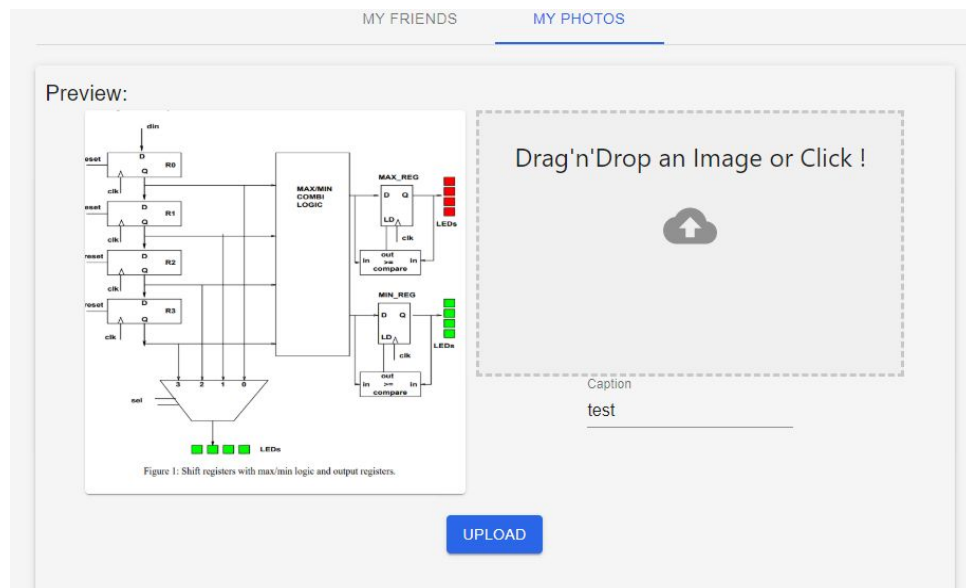 MY FRIENDS MY PHOTOS
Preview:
din
reset D R0
Q
clk
reset D R1
Q
clk
reset D R2
Q
clk
reset D R3
Q
clk
3 2 1 0
sel
LEDs
MAX/MIN
COMBI
LOGIC
MAX_REG
D Q
LD
clk
LEDs
out
in >= in
compare
MIN_REG
D Q
LD
clk
LEDs
out
in >= in
compare
Figure 1: Shift registers with max/min logic and output registers.
Drag'n'Drop an Image or Click !
Caption
test
UPLOAD